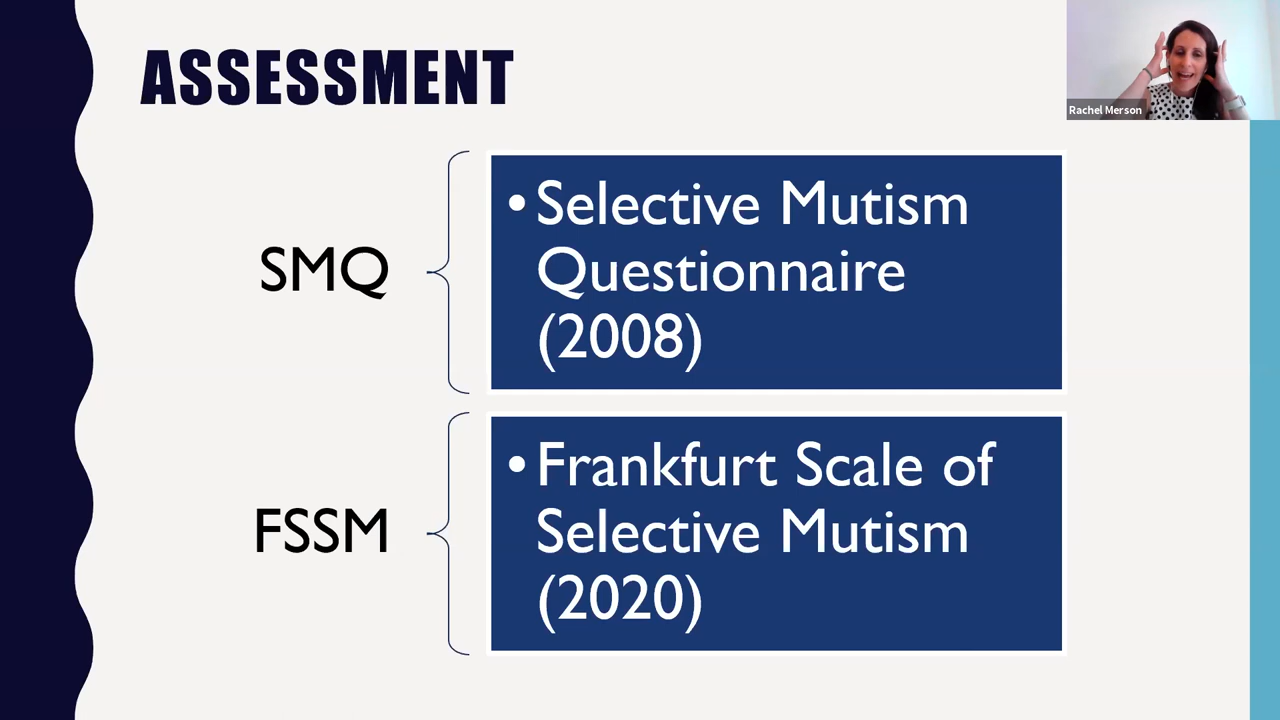 ASSESSMENT
Rachel Merson
SMQ
• Selective Mutism
Questionnaire
(2008)
FSSM
• Frankfurt Scale of
Selective Mutism
(2020)